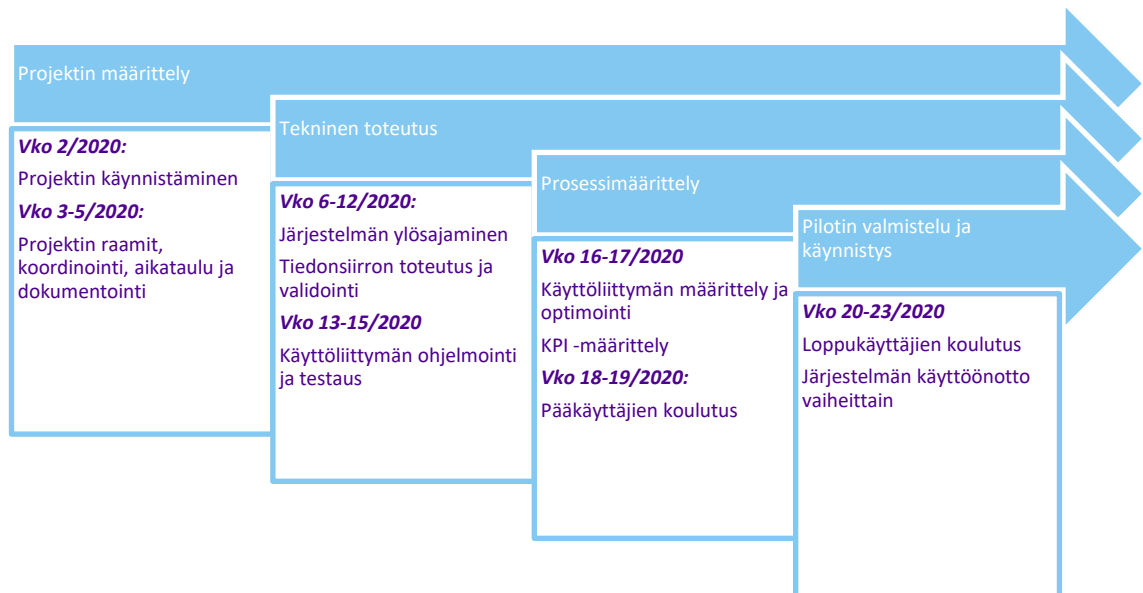 Projektin määrittely
Vko 2/2020:
Projektin käynnistäminen
Vko 3-5/2020:
Projektin raamit,
koordinointi, aikataulu ja
dokumentointi
Tekninen toteutus
Vko 6-12/2020:
Järjestelmän ylösajaminen
Tiedonsiirron toteutus ja
validointi
Vko 13-15/2020
Käyttöliittymän ohjelmointi
ja testaus
Prosessimäärittely
Vko 16-17/2020
Käyttöliittymän määrittely ja
optimointi
KPI -määrittely
Vko 18-19/2020:
Pääkäyttäjien koulutus
Pilotin valmistelu ja
käynnistys
Vko 20-23/2020
Loppukäyttäjien koulutus
Järjestelmän käyttöönotto
vaiheittain